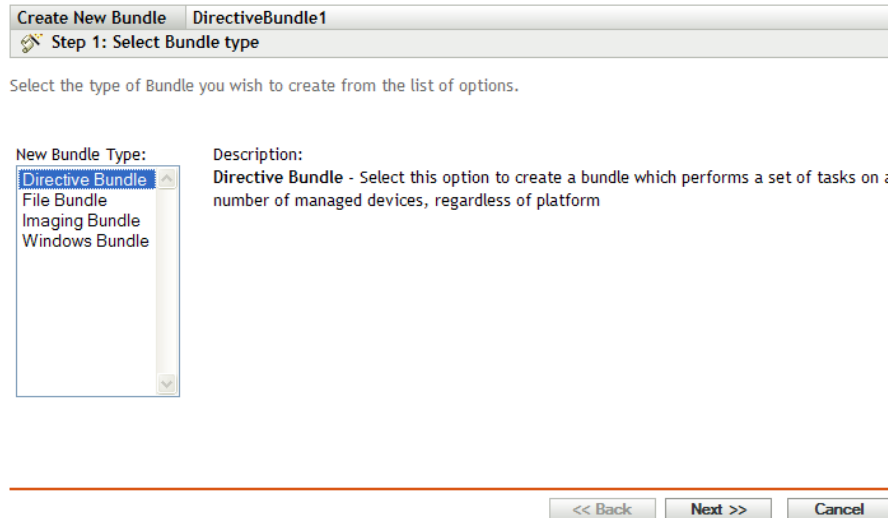 Create New Bundle DirectiveBundle1
Step 1: Select Bundle type
Select the type of Bundle you wish to create from the list of options.
New Bundle Type: Description:
Directive Bundle Directive Bundle - Select this option to create a bundle which performs a set of tasks on a
File Bundle number of managed devices, regardless of platform
Imaging Bundle
Windows Bundle
<< Back Next >> Cancel